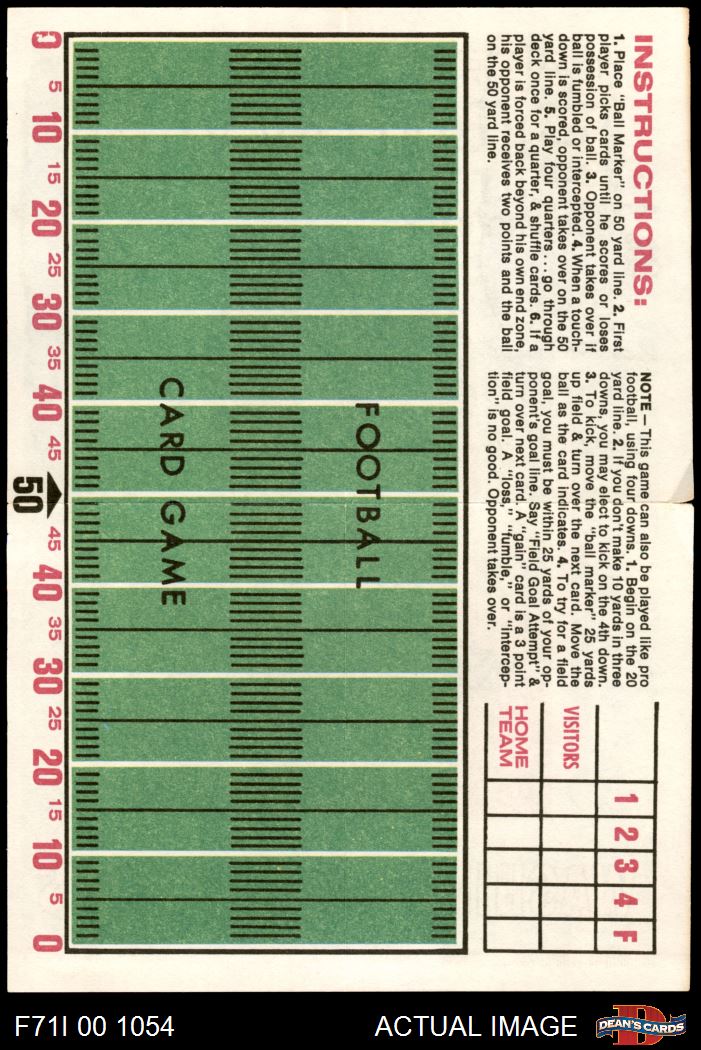 INSTRUCTIONS:
1. Place "Ball Marker" on 50 yard line. 2. First
player picks cards until he scores or loses
possession of ball. 3. Opponent takes over if
ball is fumbled or intercepted. 4. When a touch-
down is scored, opponent takes over on the 50
yard line. 5. Play four quarters . . . go through
deck once for a quarter, & shuffle cards. 6. If a
player is forced back beyond his own end zone,
his opponent receives two points and the ball
on the 50 yard line.
NOTE — This game can also be played like pro
football, using four downs. 1. Begin on the 20
yard line. 2. If you don't make 10 yards in three
downs, you may elect to kick on the 4th down.
3. To kick, move the "ball marker" 25 yards
up field & turn over the next card. Move the
ball as the card indicates. 4. To try for a field
goal, you must be within 25 yards of your op-
ponent's goal line. Say "Field Goal Attempt" &
turn over next card. A "gain" card is a 3 point
field goal. A "loss," "fumble," or "intercep-
tion" is no good. Opponent takes over.
1 2 3 4 F
VISITORS
HOME
TEAM
FOOTBALL
CARD GAME
0 5 10 15 20 25 30 35 40 45 50 45 40 35 30 25 20 15 10 5 0
F71I 00 1054
ACTUAL IMAGE
D
DEAN'S CARDS